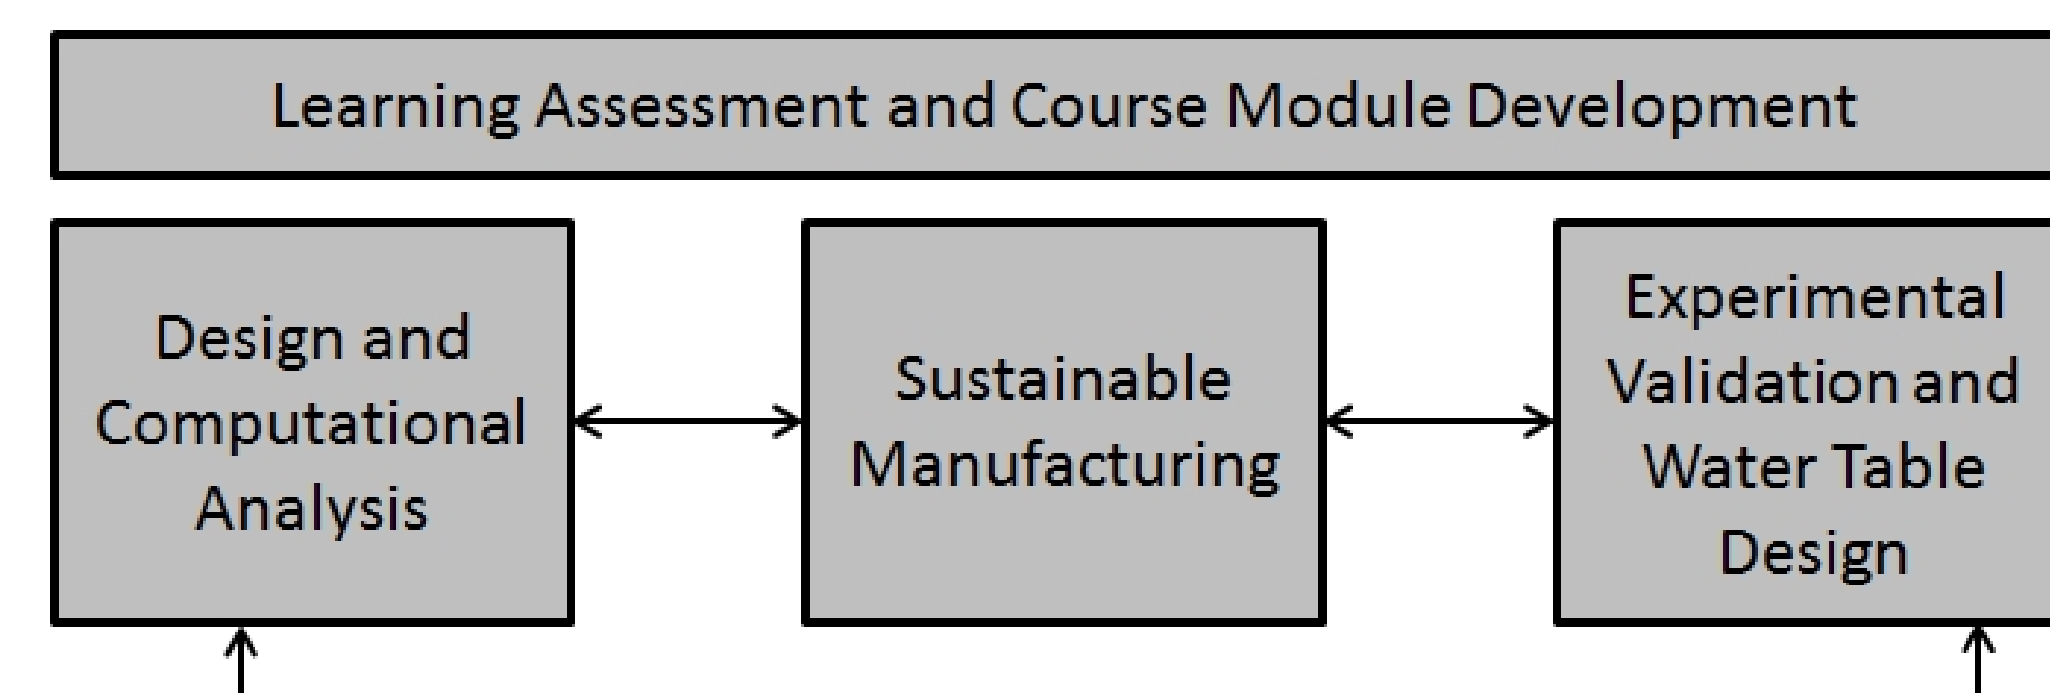 Learning Assessment and Course Module Development
Design and
Computational
Analysis
Sustainable
Manufacturing
Experimental
Validation and
Water Table
Design